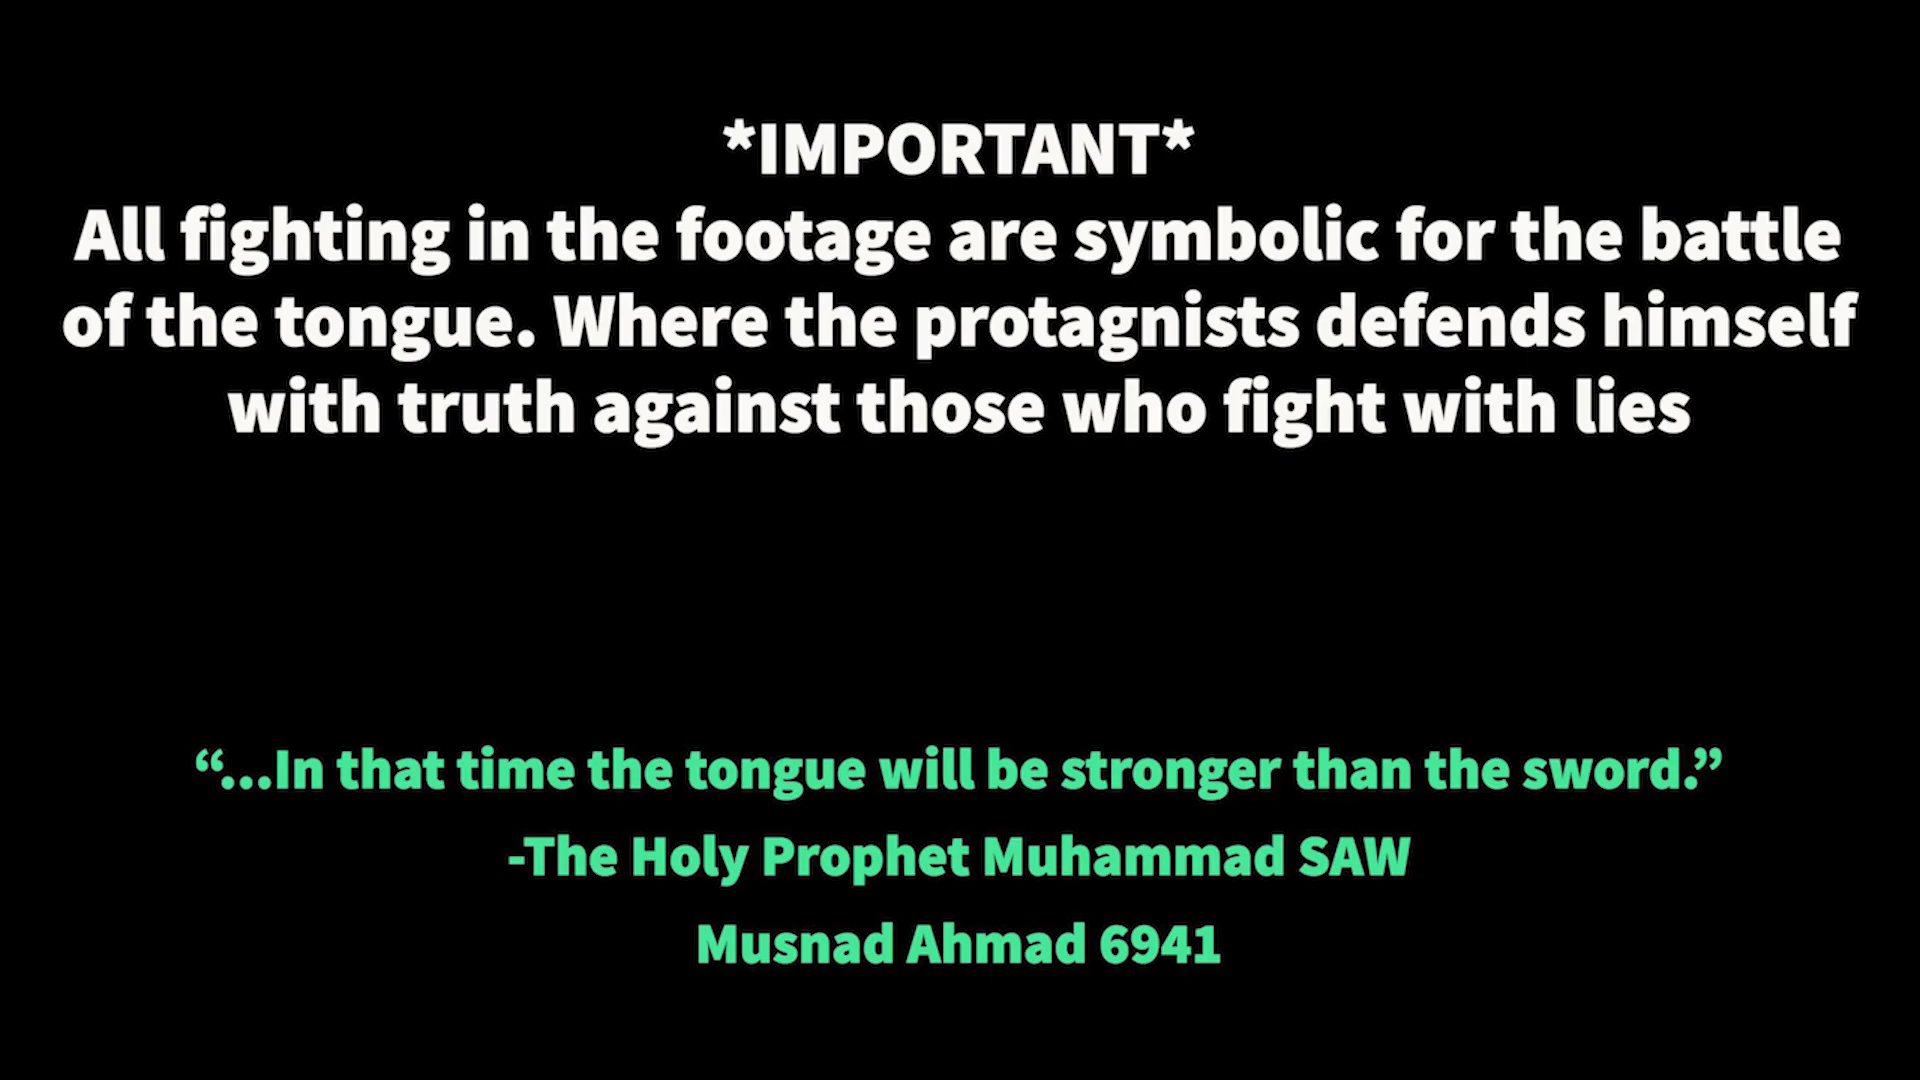 *IMPORTANT*
All fighting in the footage are symbolic for the battle
of the tongue. Where the protagnists defends himself
with truth against those who fight with lies
“...In that time the tongue will be stronger than the sword.”
-The Holy Prophet Muhammad SAW
Musnad Ahmad 6941